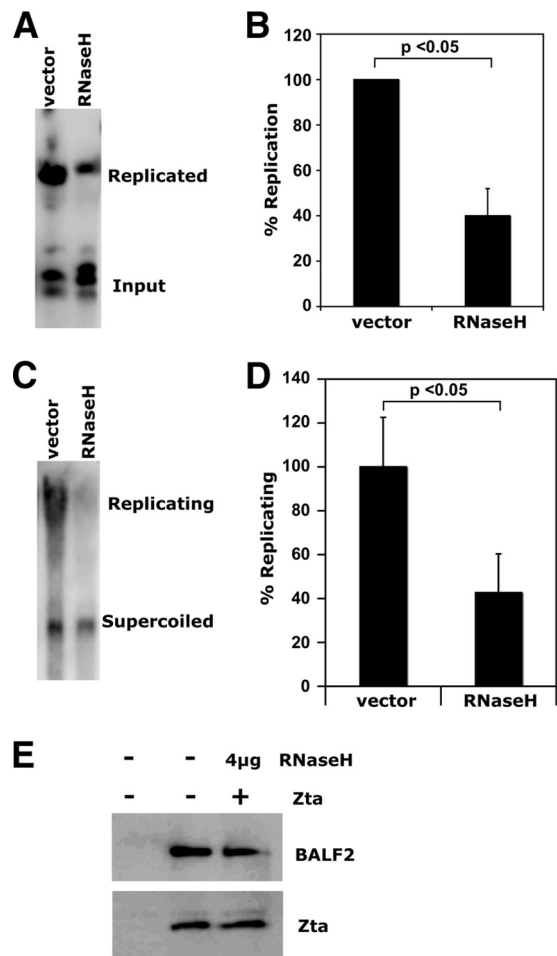 A
vector
RNaseH
Replicated
Input
B
% Replication
120
100
80
60
40
20
0
p <0.05
vector
RNaseH
C
vector
RNaseH
Replicating
Supercoiled
D
% Replicating
140
120
100
80
60
40
20
0
p <0.05
vector
RNaseH
E
- - 4µg RNaseH
- - + Zta
BALF2
Zta